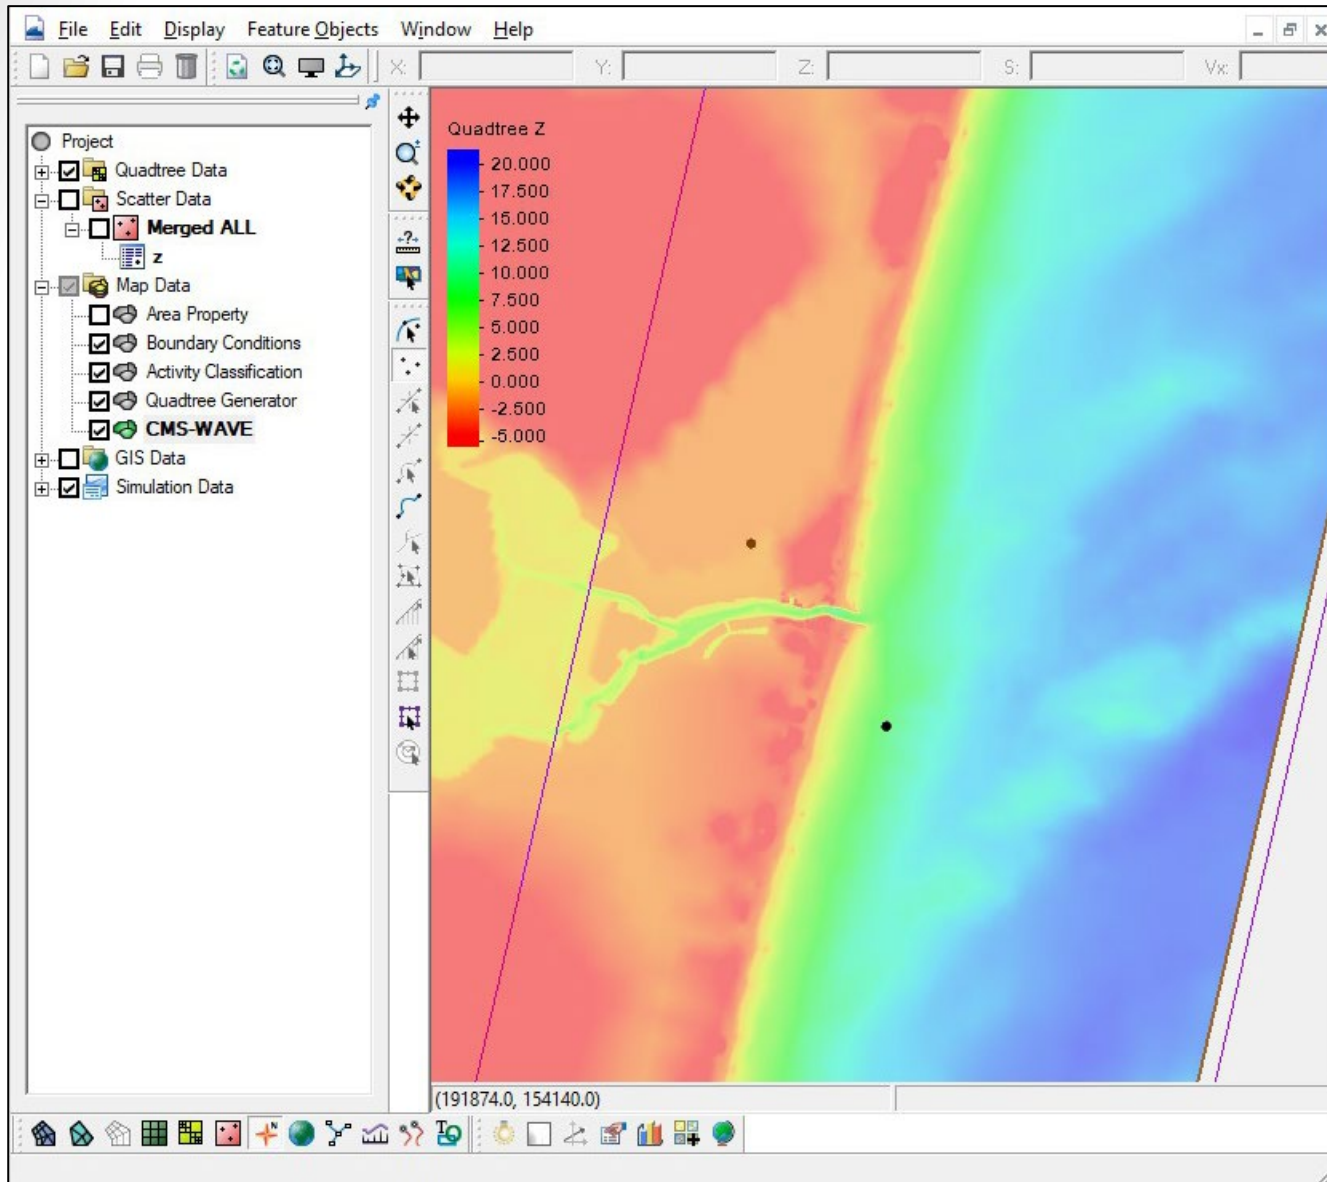 File Edit Display Feature Objects Window Help
X: Y: Z: S: Vx:
Project
Quadtree Data
Scatter Data
Merged ALL
z
Map Data
Area Property
Boundary Conditions
Activity Classification
Quadtree Generator
CMS-WAVE
GIS Data
Simulation Data
Quadtree Z
20.000
17.500
15.000
12.500
10.000
7.500
5.000
2.500
0.000
-2.500
-5.000
(191874.0, 154140.0)